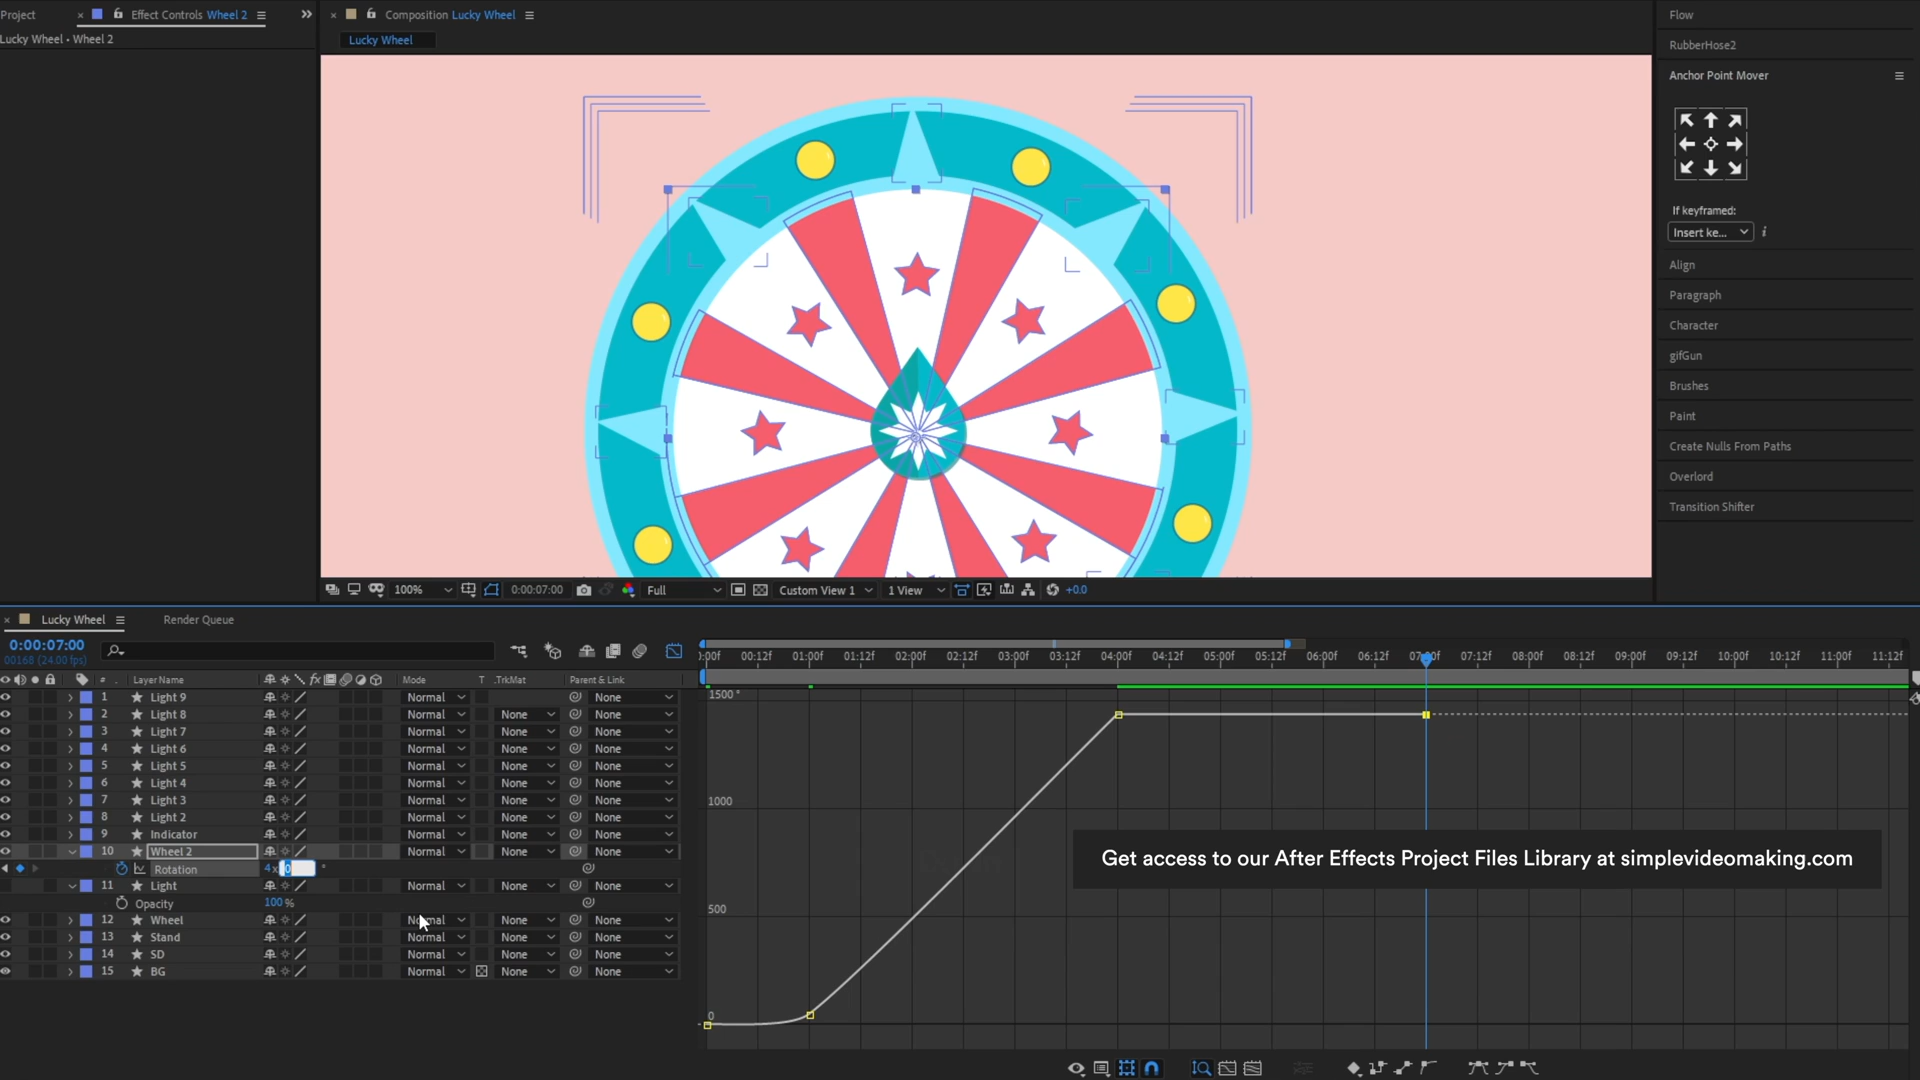 Project
Effect Controls Wheel 2
Composition Lucky Wheel
Flow
Lucky Wheel • Wheel 2
Lucky Wheel
RubberHose2
Anchor Point Mover
If keyframed:
Insert ke...
i
Align
Paragraph
Character
gifGun
Brushes
Paint
Create Nulls From Paths
Overlord
Transition Shifter
100%
0:00:07:00
Full
Custom View 1
1 View
+0.0
Lucky Wheel
Render Queue
0:00:07:00
00168 (24.00 fps)
:00f 00:12f 01:00f 01:12f 02:00f 02:12f 03:00f 03:12f 04:00f 04:12f 05:00f 05:12f 06:00f 06:12f 07:00f 07:12f 08:00f 08:12f 09:00f 09:12f 10:00f 10:12f 11:00f 11:12f
# . Layer Name fx Mode T .TrkMat Parent & Link
1 Light 9 Normal None
2 Light 8 Normal None None
3 Light 7 Normal None None
4 Light 6 Normal None None
5 Light 5 Normal None None
6 Light 4 Normal None None
7 Light 3 Normal None None
8 Light 2 Normal None None
9 Indicator Normal None None
10 Wheel 2 Normal None None
Rotation 4x 0 °
11 Light Normal None None
Opacity 100 %
12 Wheel Normal None None
13 Stand Normal None None
14 SD Normal None None
15 BG Normal None None
1500 °
1000
500
0
Get access to our After Effects Project Files Library at simplevideomaking.com